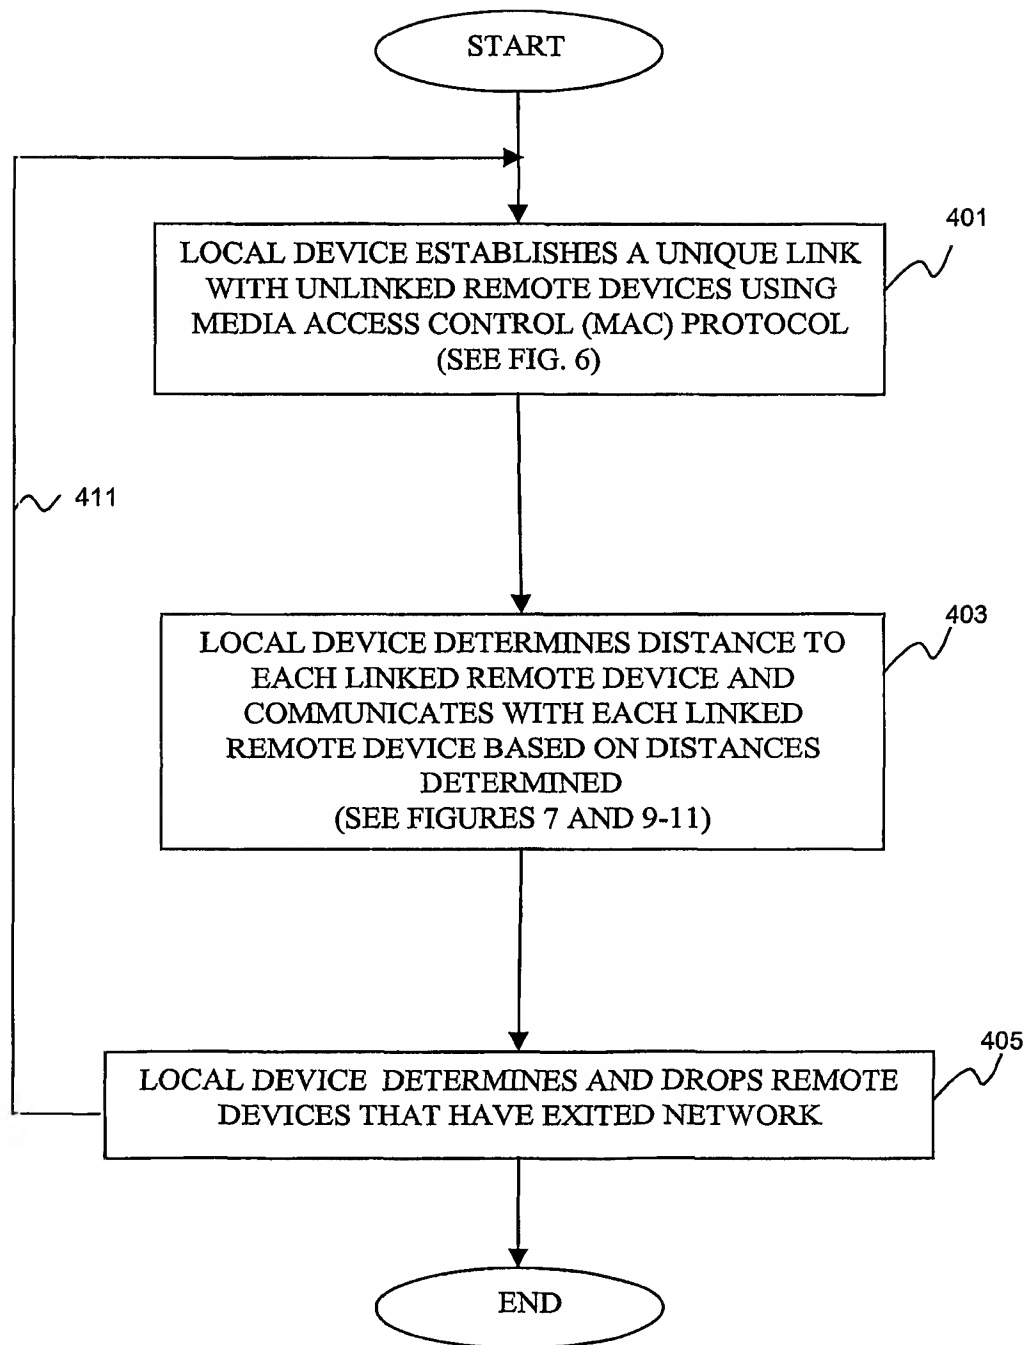 START
401
LOCAL DEVICE ESTABLISHES A UNIQUE LINK
WITH UNLINKED REMOTE DEVICES USING
MEDIA ACCESS CONTROL (MAC) PROTOCOL
(SEE FIG. 6)
411
403
LOCAL DEVICE DETERMINES DISTANCE TO
EACH LINKED REMOTE DEVICE AND
COMMUNICATES WITH EACH LINKED
REMOTE DEVICE BASED ON DISTANCES
DETERMINED
(SEE FIGURES 7 AND 9-11)
405
LOCAL DEVICE DETERMINES AND DROPS REMOTE
DEVICES THAT HAVE EXITED NETWORK
END